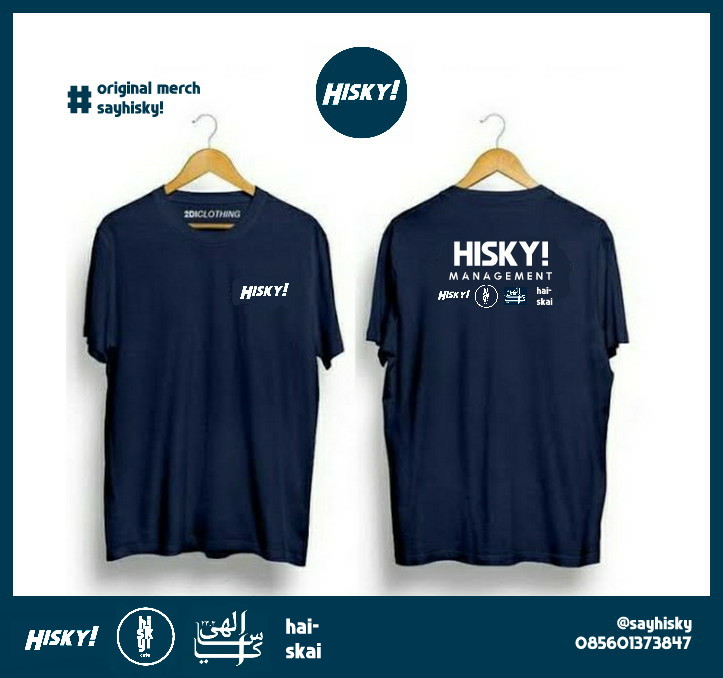 # original merch
sayhisky!
HISKY!
2DICLOTHING
HISKY!
HISKY!
MANAGEMENT
HISKY!
hai-
skai
HISKY!
hai-
skai
@sayhisky
085601373847